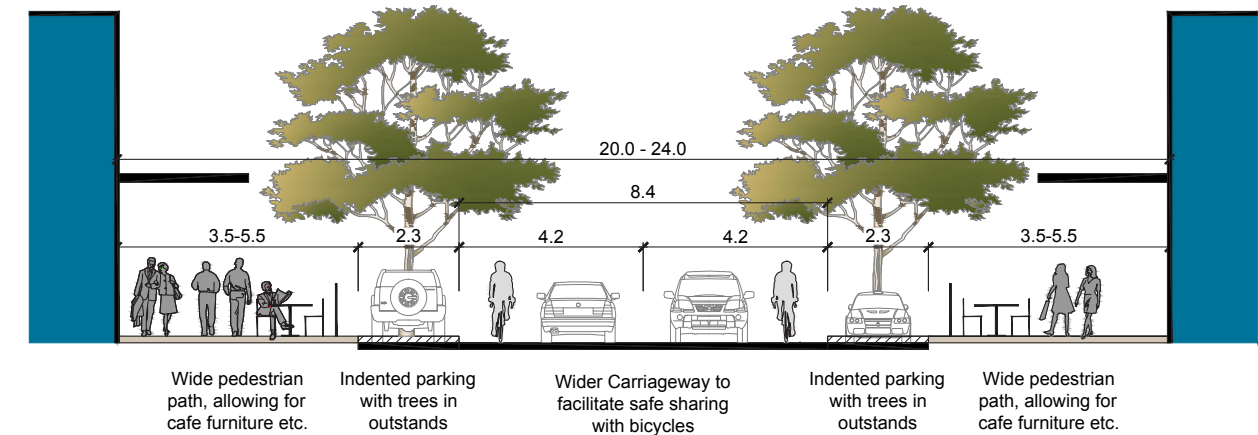 20.0 - 24.0
8.4
3.5-5.5
2.3
4.2
4.2
2.3
3.5-5.5
Wide pedestrian
path, allowing for
cafe furniture etc.
Indented parking
with trees in
outstands
Wider Carriageway to
facilitate safe sharing
with bicycles
Indented parking
with trees in
outstands
Wide pedestrian
path, allowing for
cafe furniture etc.